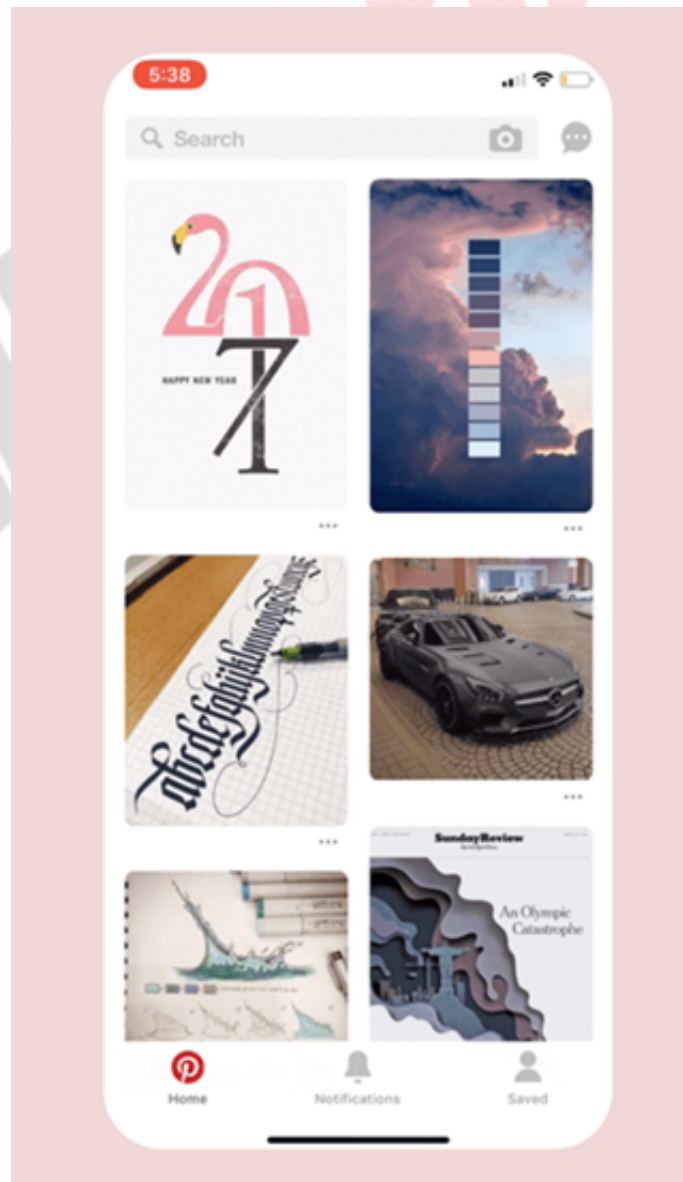 5:38
Search
2017
HAPPY NEW YEAR
SundayReview
An Olympic
Catastrophe
Home
Notifications
Saved